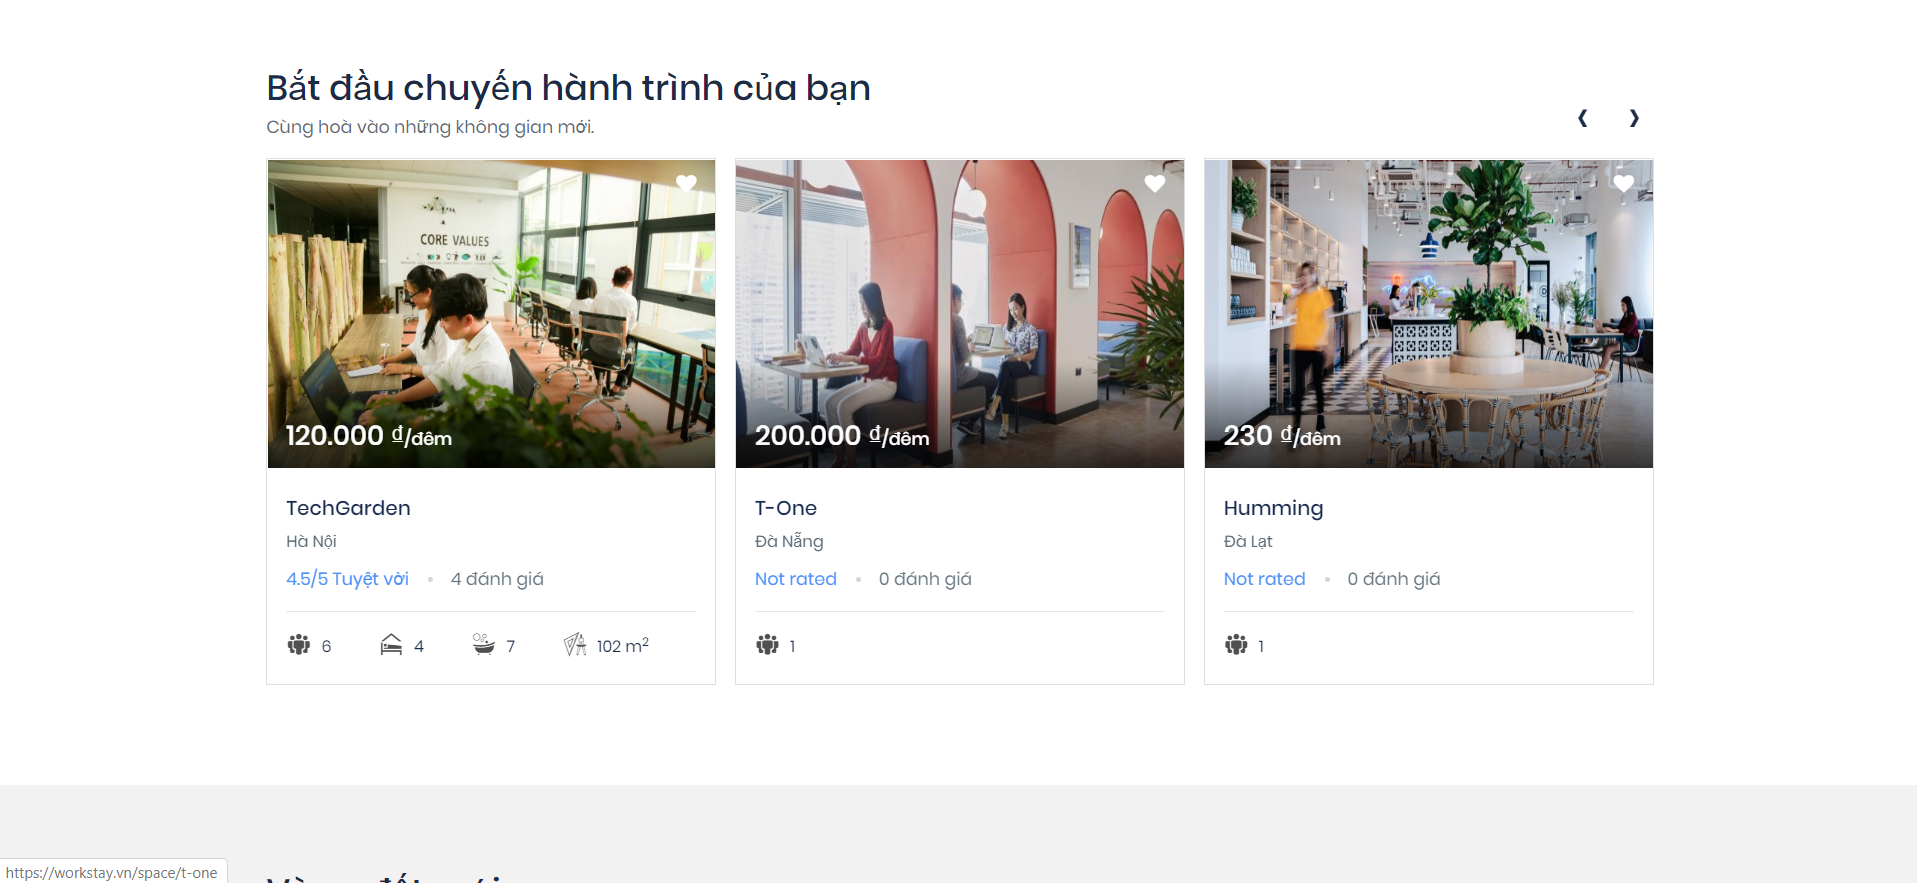 Bắt đầu chuyến hành trình của bạn
Cùng hoà vào những không gian mới.
CORE VALUES
120.000 ₫/đêm
TechGarden
Hà Nội
4.5/5 Tuyệt vời • 4 đánh giá
6 4 7 102 m²
200.000 ₫/đêm
T-One
Đà Nẵng
Not rated • 0 đánh giá
1
230 ₫/đêm
Humming
Đà Lạt
Not rated • 0 đánh giá
1
https://workstay.vn/space/t-one